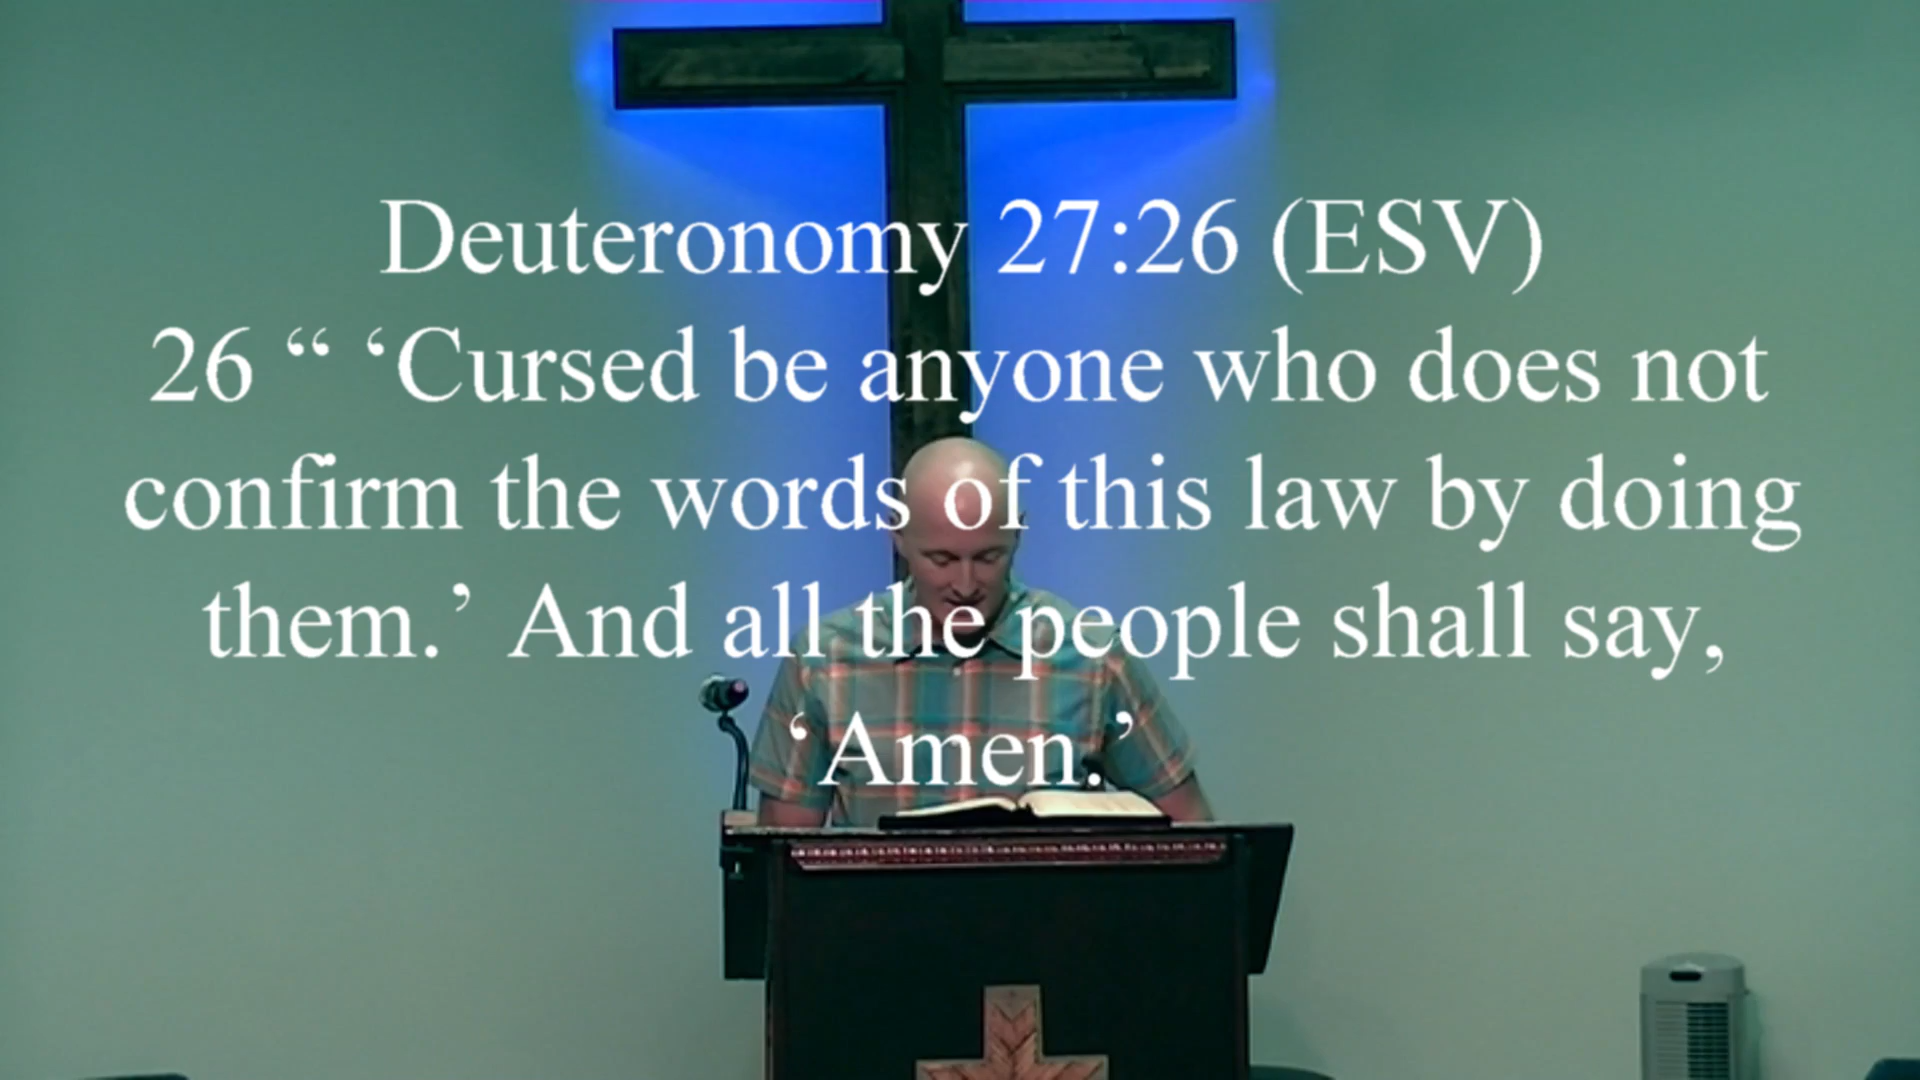 Deuteronomy 27:26 (ESV)
26 “ ‘Cursed be anyone who does not
confirm the words of this law by doing
them.’ And all the people shall say,
‘Amen.’